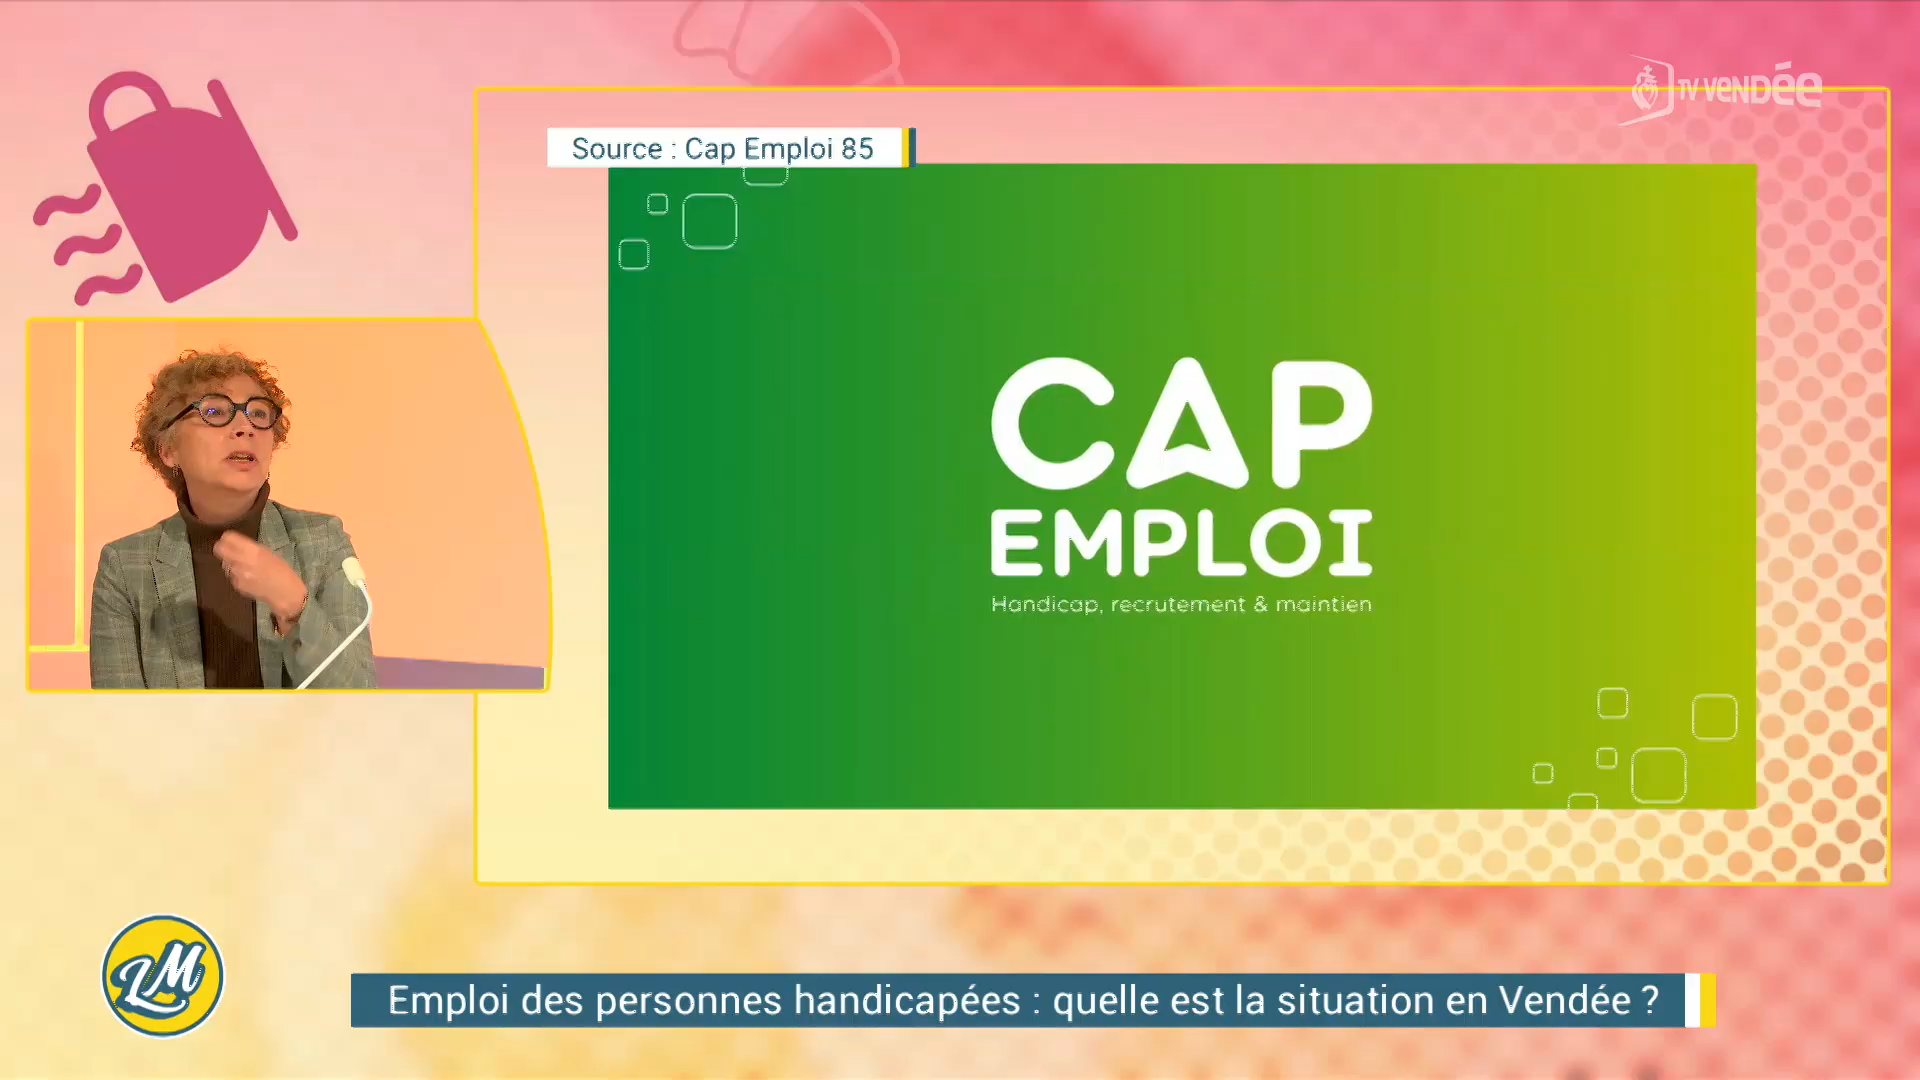 TV VENDÉE
Source : Cap Emploi 85
CAP
EMPLOI
Handicap, recrutement & maintien
LM
Emploi des personnes handicapées : quelle est la situation en Vendée ?